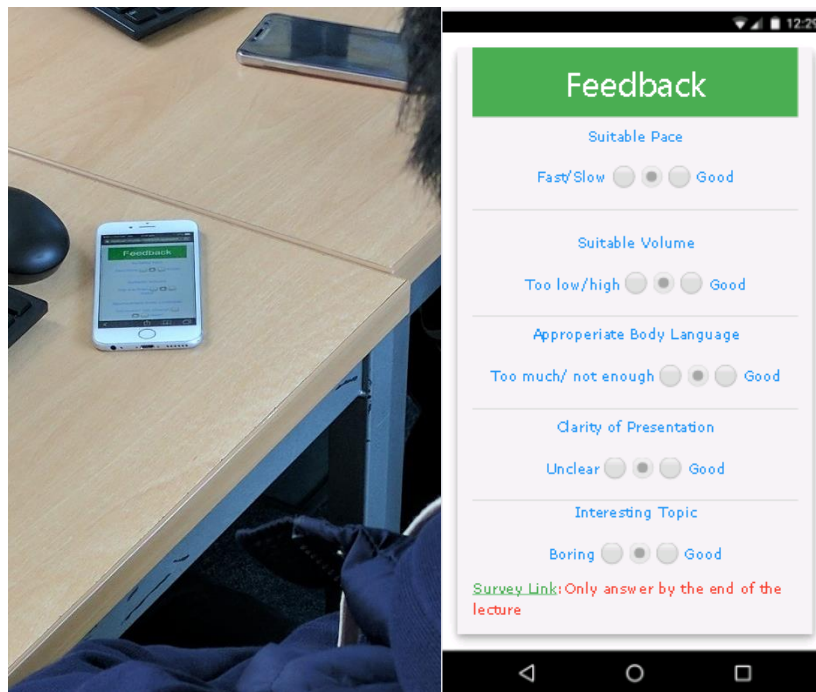 Feedback
12:29
Feedback
Suitable Pace
Fast/Slow Good
Suitable Volume
Too low/high Good
Approperiate Body Language
Too much/ not enough Good
Clarity of Presentation
Unclear Good
Interesting Topic
Boring Good
Survey Link: Only answer by the end of the
lecture